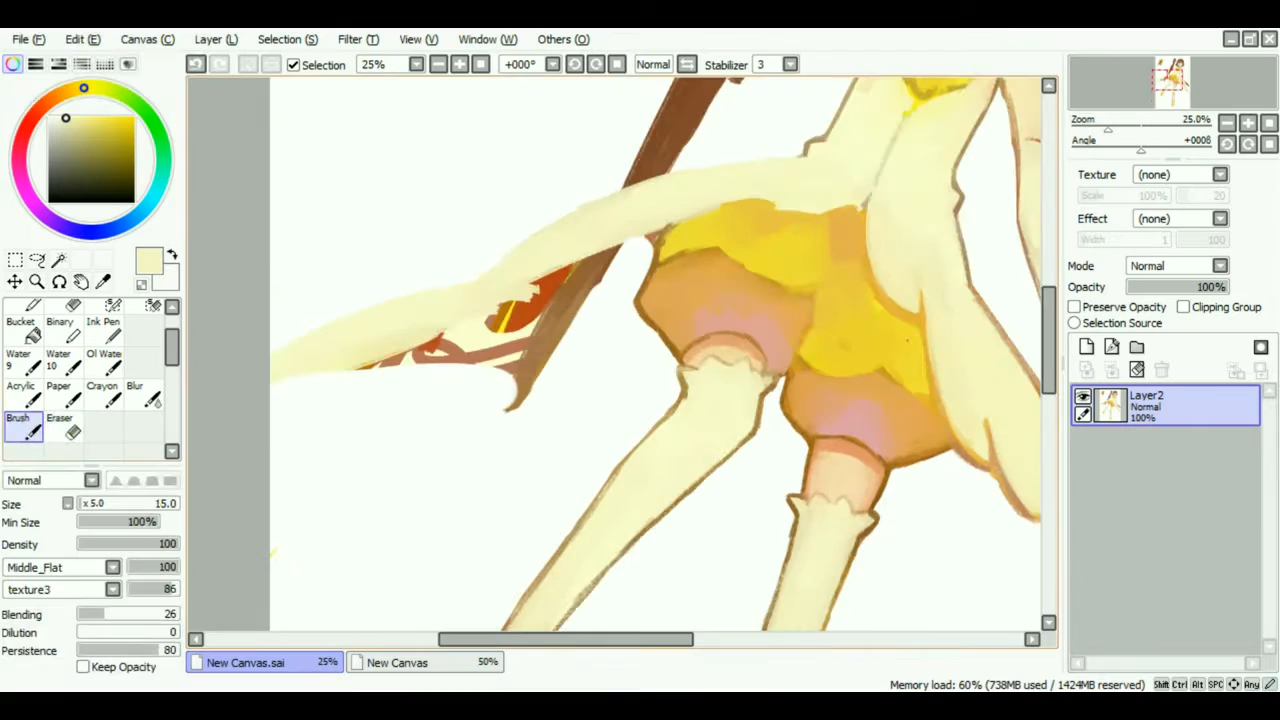 File (F) Edit (E) Canvas (C) Layer (L) Selection (S) Filter (T) View (V) Window (W) Others (O)
Selection 25% +000° Normal Stabilizer 3
Zoom 25.0%
Angle +000ß
Texture (none)
Scale 100% 20
Effect (none)
Width 1 100
Mode Normal
Opacity 100%
Preserve Opacity Clipping Group
Selection Source
Layer2
Normal
100%
Bucket Binary Ink Pen
Water 9 Water 10 Ol Wate
Acrylic Paper Crayon Blur
Brush Eraser
Normal
Size x 5.0 15.0
Min Size 100%
Density 100
Middle_Flat 100
texture3 86
Blending 26
Dilution 0
Persistence 80
Keep Opacity
New Canvas.sai 25% New Canvas 50%
Memory load: 60% (738MB used / 1424MB reserved) Shift Ctrl Alt SPC Any